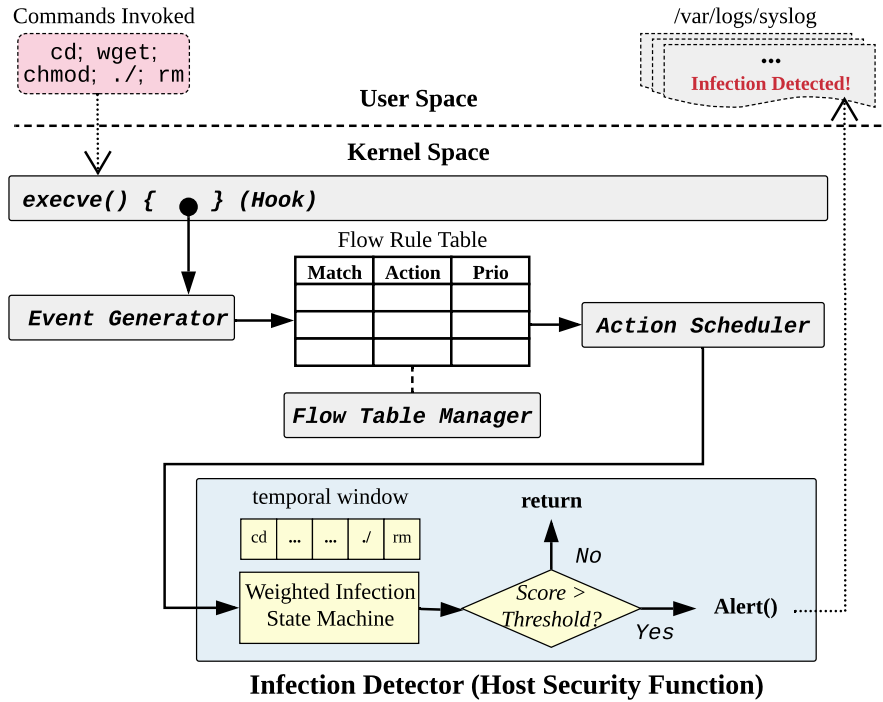 Commands Invoked
/var/logs/syslog
cd; wget;
chmod; ./; rm
...
Infection Detected!
User Space
Kernel Space
execve() { } (Hook)
Flow Rule Table
Match Action Prio
Event Generator
Action Scheduler
Flow Table Manager
temporal window
return
cd ... ... ./ rm
No
Weighted Infection
State Machine
Score >
Threshold?
Alert()
Yes
Infection Detector (Host Security Function)